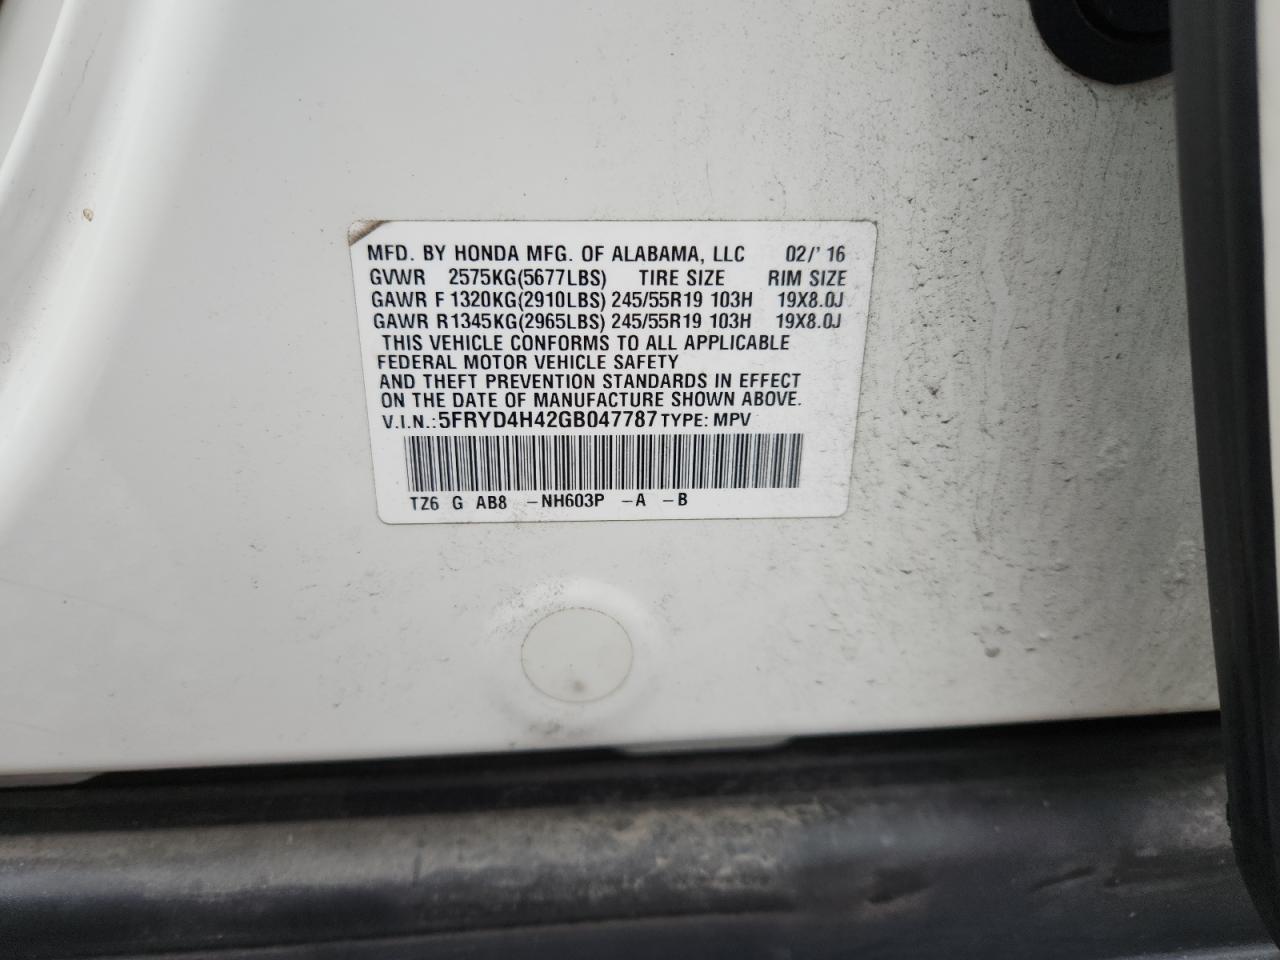 MFD. BY HONDA MFG. OF ALABAMA, LLC 02/'16
GVWR 2575KG(5677LBS) TIRE SIZE RIM SIZE
GAWR F 1320KG(2910LBS) 245/55R19 103H 19X8.0J
GAWR R1345KG(2965LBS) 245/55R19 103H 19X8.0J
THIS VEHICLE CONFORMS TO ALL APPLICABLE
FEDERAL MOTOR VEHICLE SAFETY
AND THEFT PREVENTION STANDARDS IN EFFECT
ON THE DATE OF MANUFACTURE SHOWN ABOVE.
V.I.N.: 5FRYD4H42GB047787 TYPE: MPV
TZ6 G AB8 -NH603P -A -B